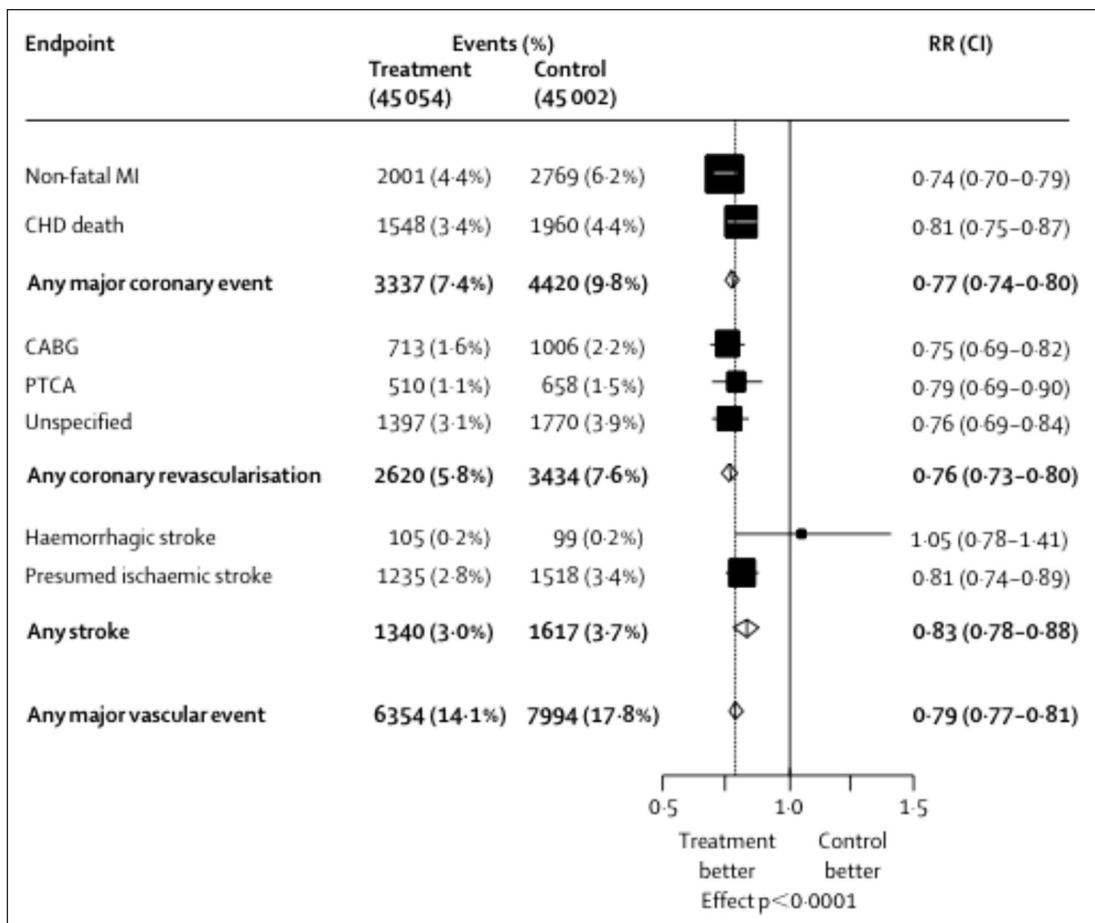 Endpoint Events (%) RR (CI)
Treatment Control
(45 054) (45 002)
Non-fatal MI 2001 (4·4%) 2769 (6·2%) 0·74 (0·70–0·79)
CHD death 1548 (3·4%) 1960 (4·4%) 0·81 (0·75–0·87)
Any major coronary event 3337 (7·4%) 4420 (9·8%) 0·77 (0·74–0·80)
CABG 713 (1·6%) 1006 (2·2%) 0·75 (0·69–0·82)
PTCA 510 (1·1%) 658 (1·5%) 0·79 (0·69–0·90)
Unspecified 1397 (3·1%) 1770 (3·9%) 0·76 (0·69–0·84)
Any coronary revascularisation 2620 (5·8%) 3434 (7·6%) 0·76 (0·73–0·80)
Haemorrhagic stroke 105 (0·2%) 99 (0·2%) 1·05 (0·78–1·41)
Presumed ischaemic stroke 1235 (2·8%) 1518 (3·4%) 0·81 (0·74–0·89)
Any stroke 1340 (3·0%) 1617 (3·7%) 0·83 (0·78–0·88)
Any major vascular event 6354 (14·1%) 7994 (17·8%) 0·79 (0·77–0·81)
0·5 1·0 1·5
Treatment Control
better better
Effect p<0·0001